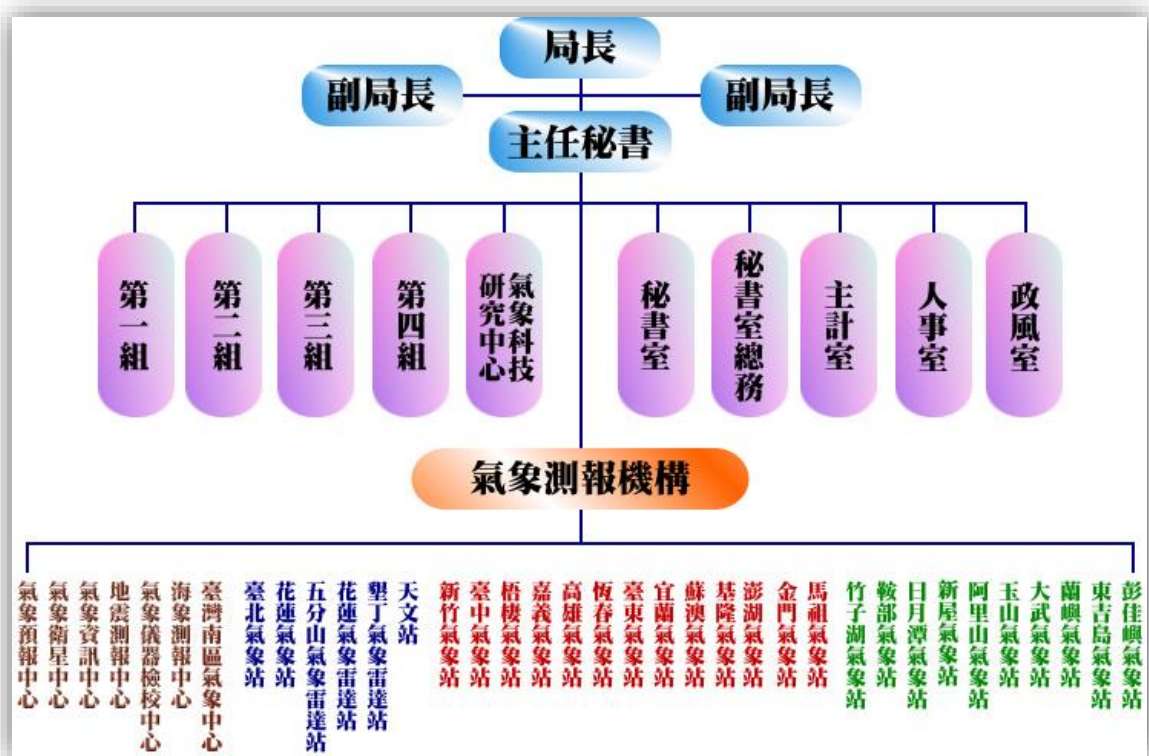 局長
副局長
副局長
主任秘書
第一組
第二組
第三組
第四組
氣象科技
研究中心
秘書室
秘書室總務
主計室
人事室
政風室
氣象測報機構
氣象預報中心
氣象衛星中心
氣象資訊中心
地震測報中心
氣象儀器檢校中心
海象測報中心
臺灣南區氣象中心
臺北氣象站
花蓮氣象站
五分山氣象雷達站
花蓮氣象雷達站
墾丁氣象雷達站
天文站
新竹氣象站
臺中氣象站
梧棲氣象站
嘉義氣象站
高雄氣象站
恆春氣象站
臺東氣象站
宜蘭氣象站
蘇澳氣象站
基隆氣象站
澎湖氣象站
金門氣象站
馬祖氣象站
竹子湖氣象站
鞍部氣象站
日月潭氣象站
新屋氣象站
阿里山氣象站
玉山氣象站
大武氣象站
蘭嶼氣象站
東吉島氣象站
彭佳嶼氣象站